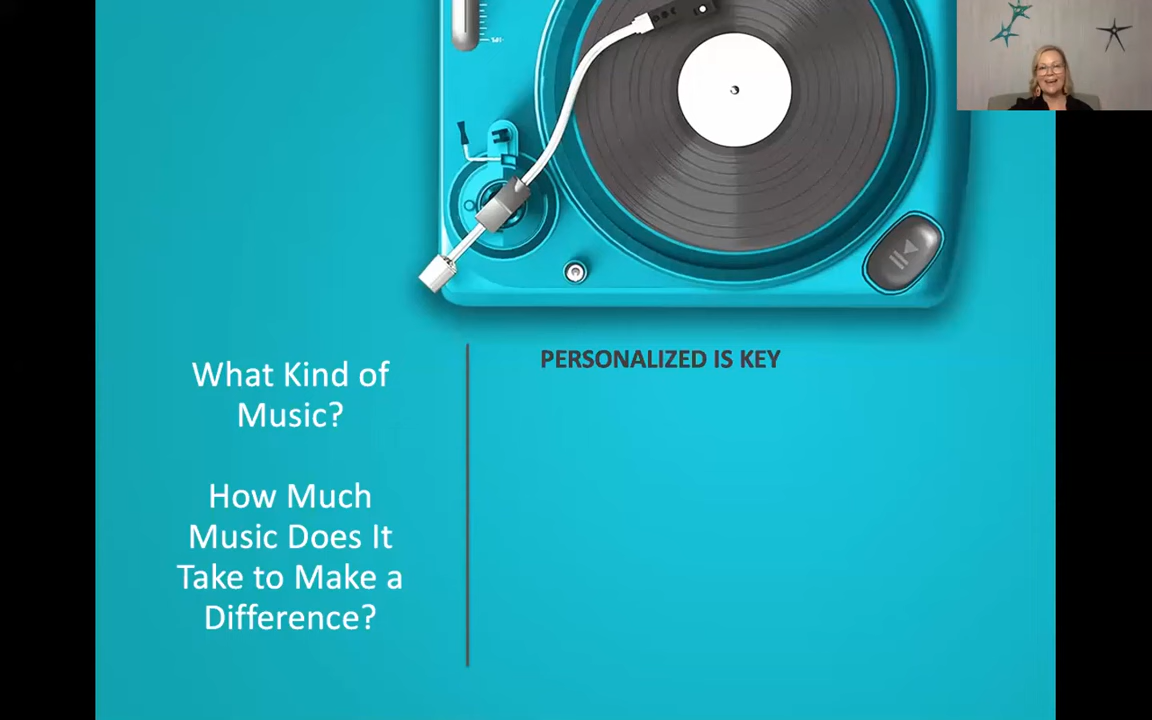 What Kind of
Music?
How Much
Music Does It
Take to Make a
Difference?
PERSONALIZED IS KEY